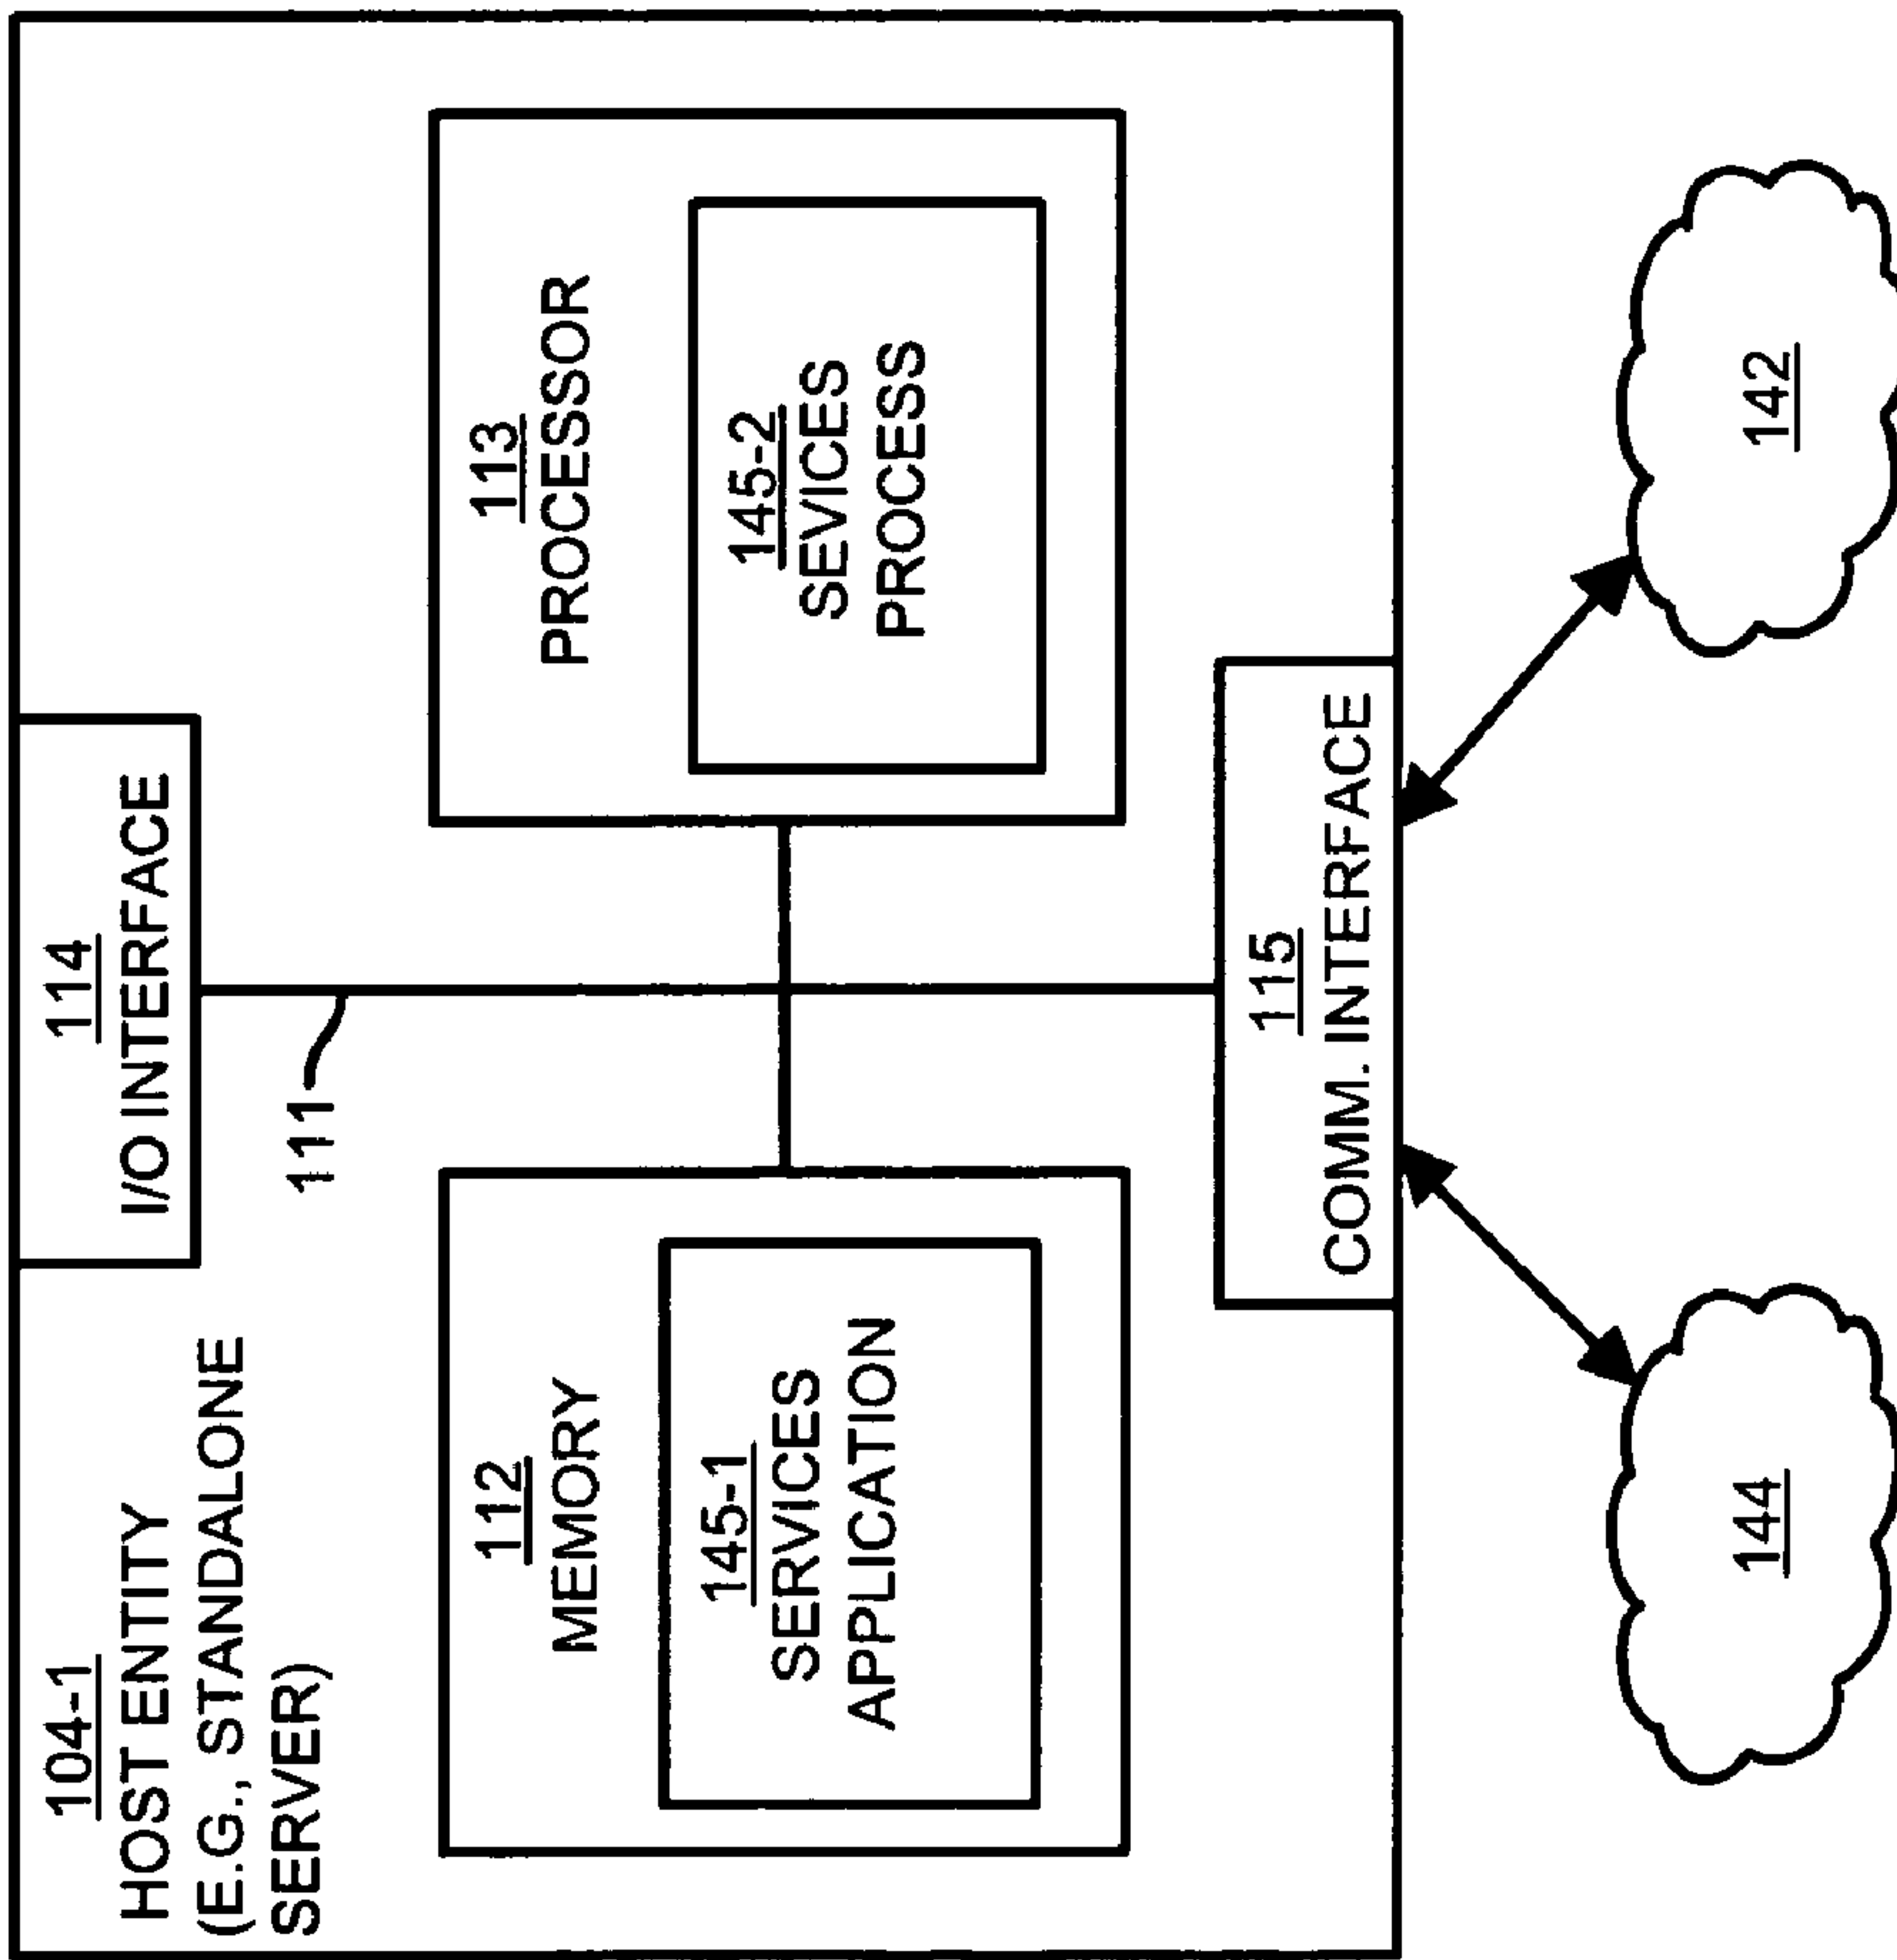 104-1
HOST ENTITY
(E.G., STANDALONE
SERVER)
114
I/O INTERFACE
111
112
MEMORY
145-1
SERVICES
APPLICATION
113
PROCESSOR
145-2
SEVICES
PROCESS
115
COMM. INTERFACE
144
142